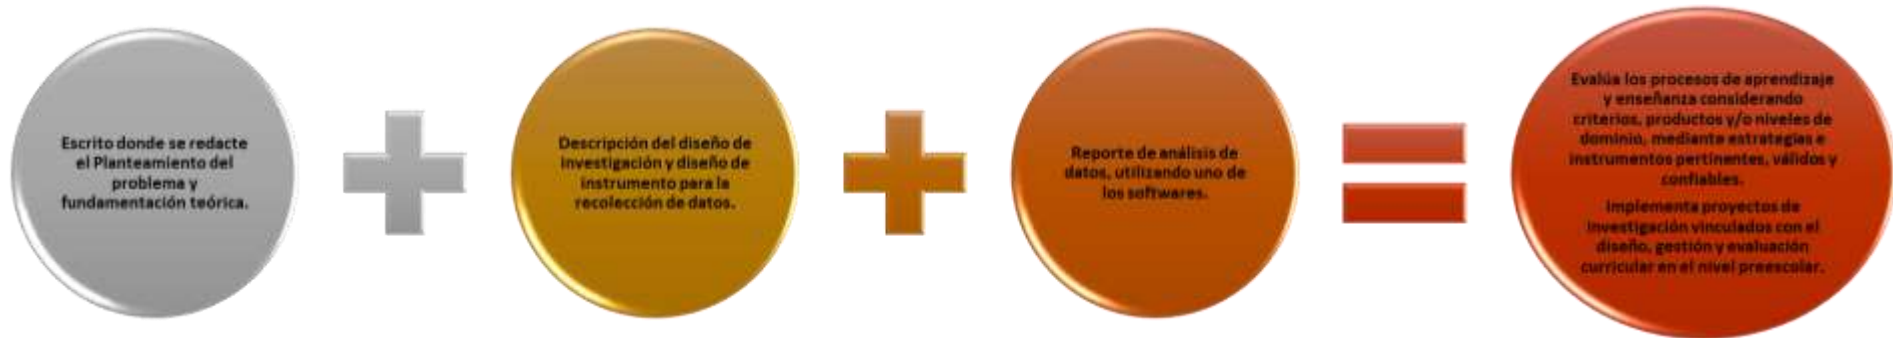 Escrito donde se redacte
el Planteamiento del
problema y
fundamentación teórica.
Descripción del diseño de
investigación y diseño de
instrumento para la
recolección de datos.
Reporte de análisis de
datos, utilizando uno de
los softwares.
Evalúa los procesos de aprendizaje
y enseñanza considerando
criterios, productos y/o niveles de
dominio, mediante estrategias e
instrumentos pertinentes, válidos y
confiables.
Implementa proyectos de
investigación vinculados con el
diseño, gestión y evaluación
curricular en el nivel preescolar.